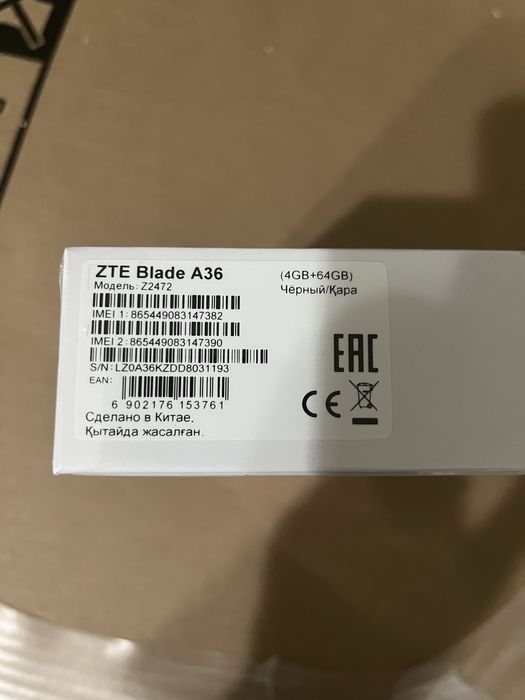 ZTE Blade A36
(4GB+64GB)
Модель: Z2472
Чёрный/Қара
IMEI 1: 865449083147382
IMEI 2: 865449083147390
S/N: LZ0A36KZDD8031193
EAN:
6 902176 153761
EAC
CE
Сделано в Китае.
Қытайда жасалған.